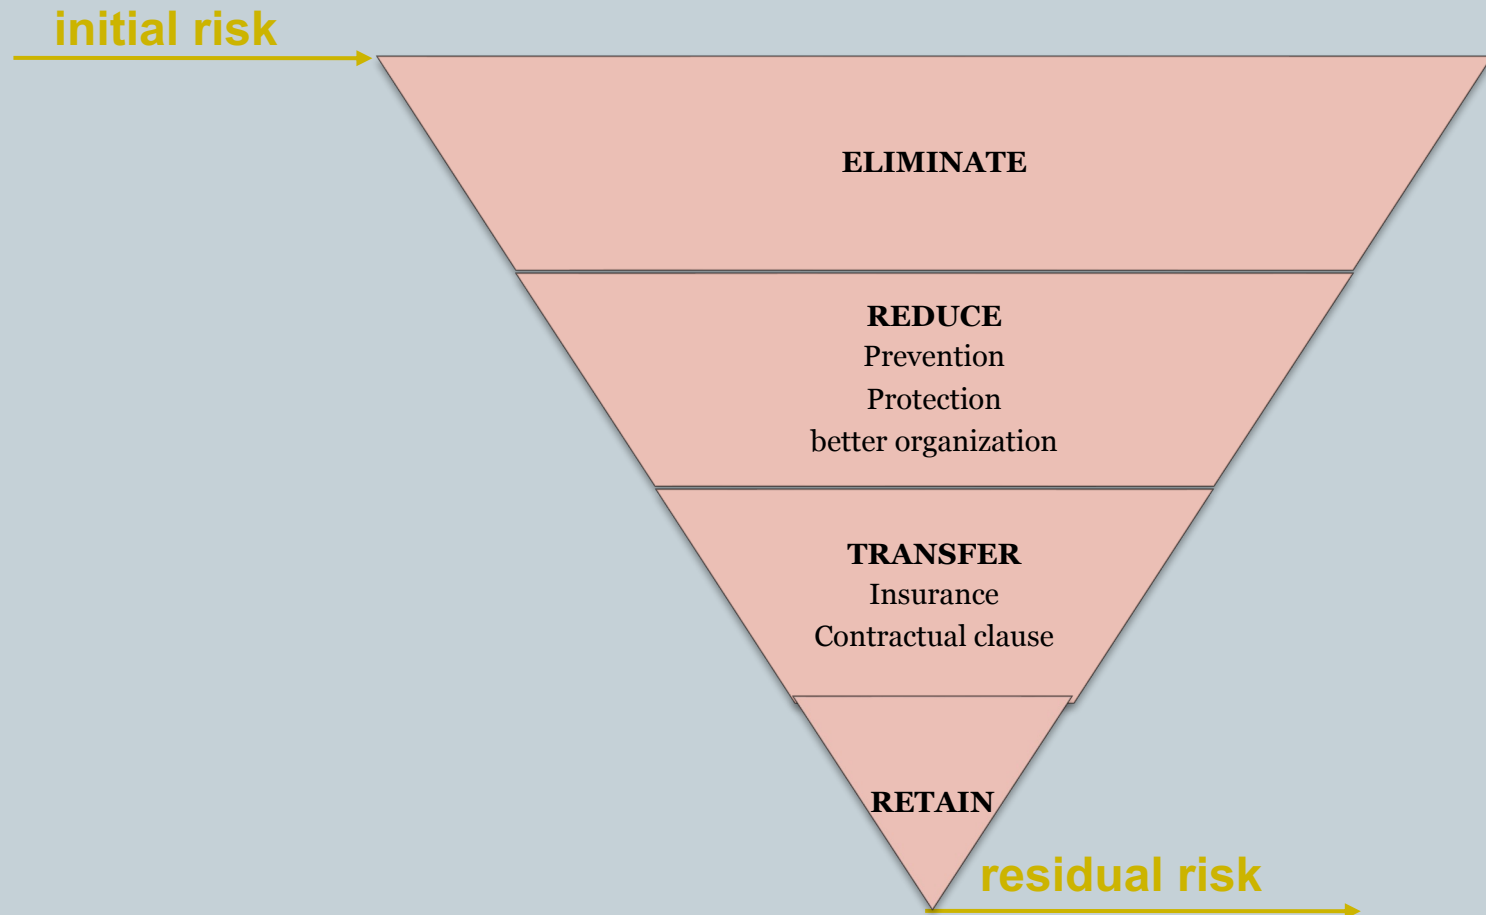 initial risk
ELIMINATE
REDUCE
Prevention
Protection
better organization
TRANSFER
Insurance
Contractual clause
RETAIN
residual risk